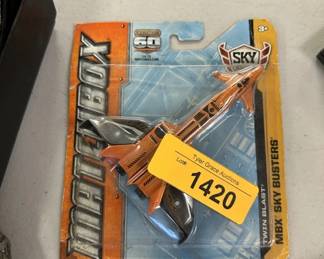 MATCHBOX
60
SKY
3+
Tyler Grace Auctions
Lot#
1420
TWIN BLAST
MBX SKY BUSTERS